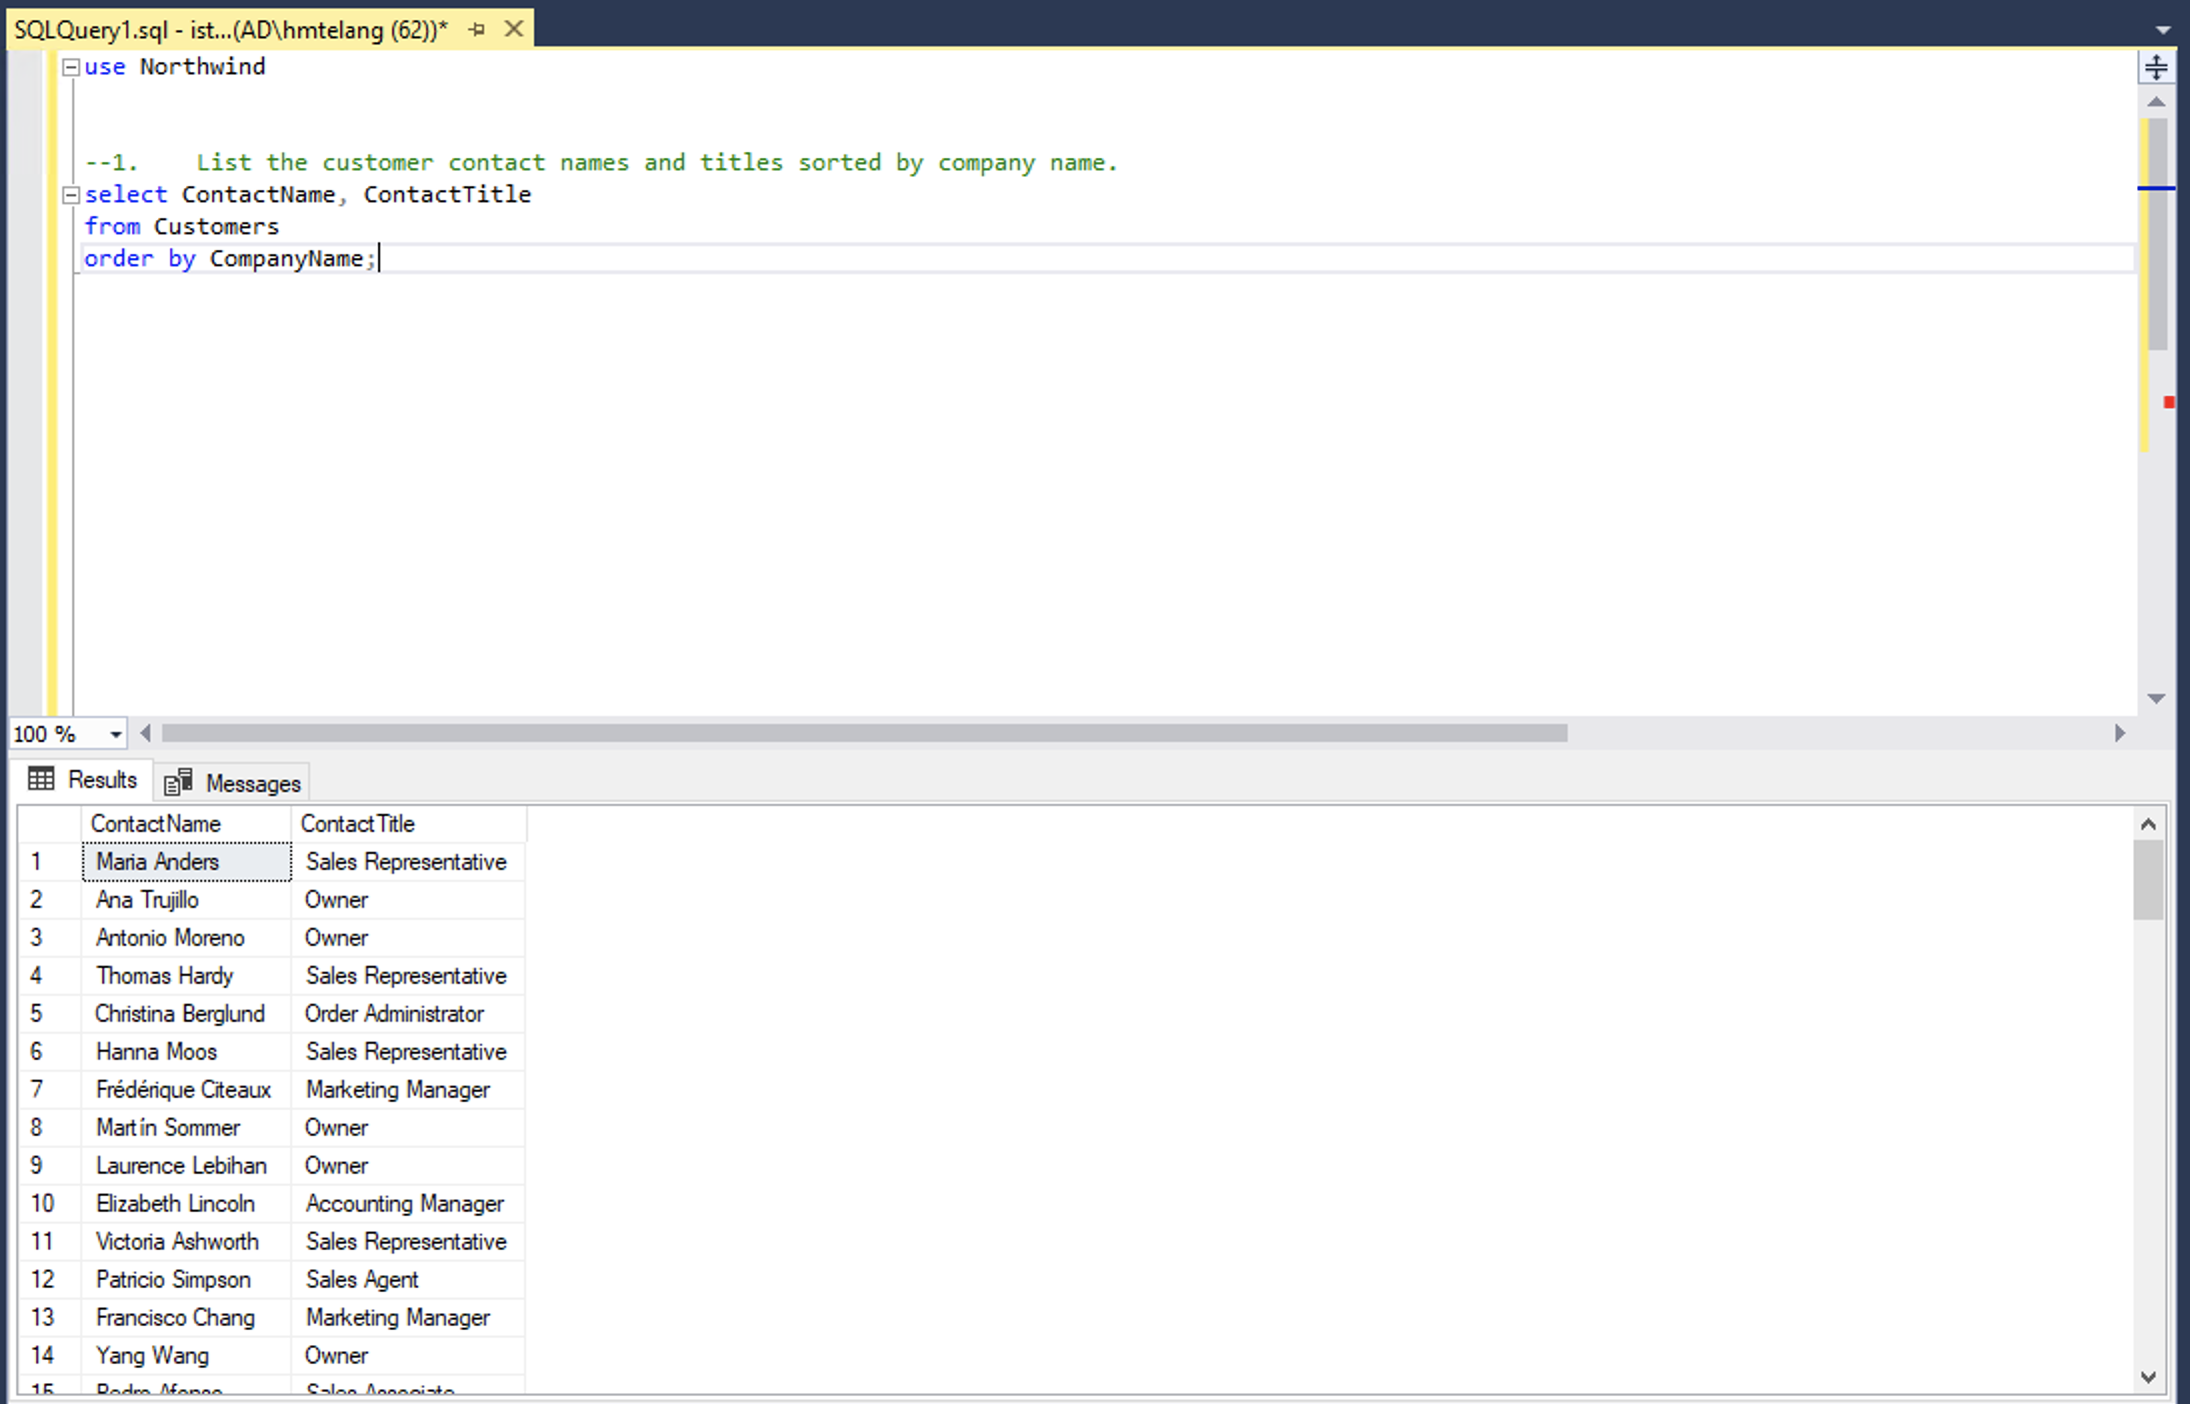 SQLQuery1.sql - ist...(AD\hmtelang (62))*
use Northwind
--1.    List the customer contact names and titles sorted by company name.
select ContactName, ContactTitle
from Customers
order by CompanyName;
100 %
Results Messages
ContactName ContactTitle
1 Maria Anders Sales Representative
2 Ana Trujillo Owner
3 Antonio Moreno Owner
4 Thomas Hardy Sales Representative
5 Christina Berglund Order Administrator
6 Hanna Moos Sales Representative
7 Frédérique Citeaux Marketing Manager
8 Martín Sommer Owner
9 Laurence Lebihan Owner
10 Elizabeth Lincoln Accounting Manager
11 Victoria Ashworth Sales Representative
12 Patricio Simpson Sales Agent
13 Francisco Chang Marketing Manager
14 Yang Wang Owner
15 Pedro Afonso Sales Associate